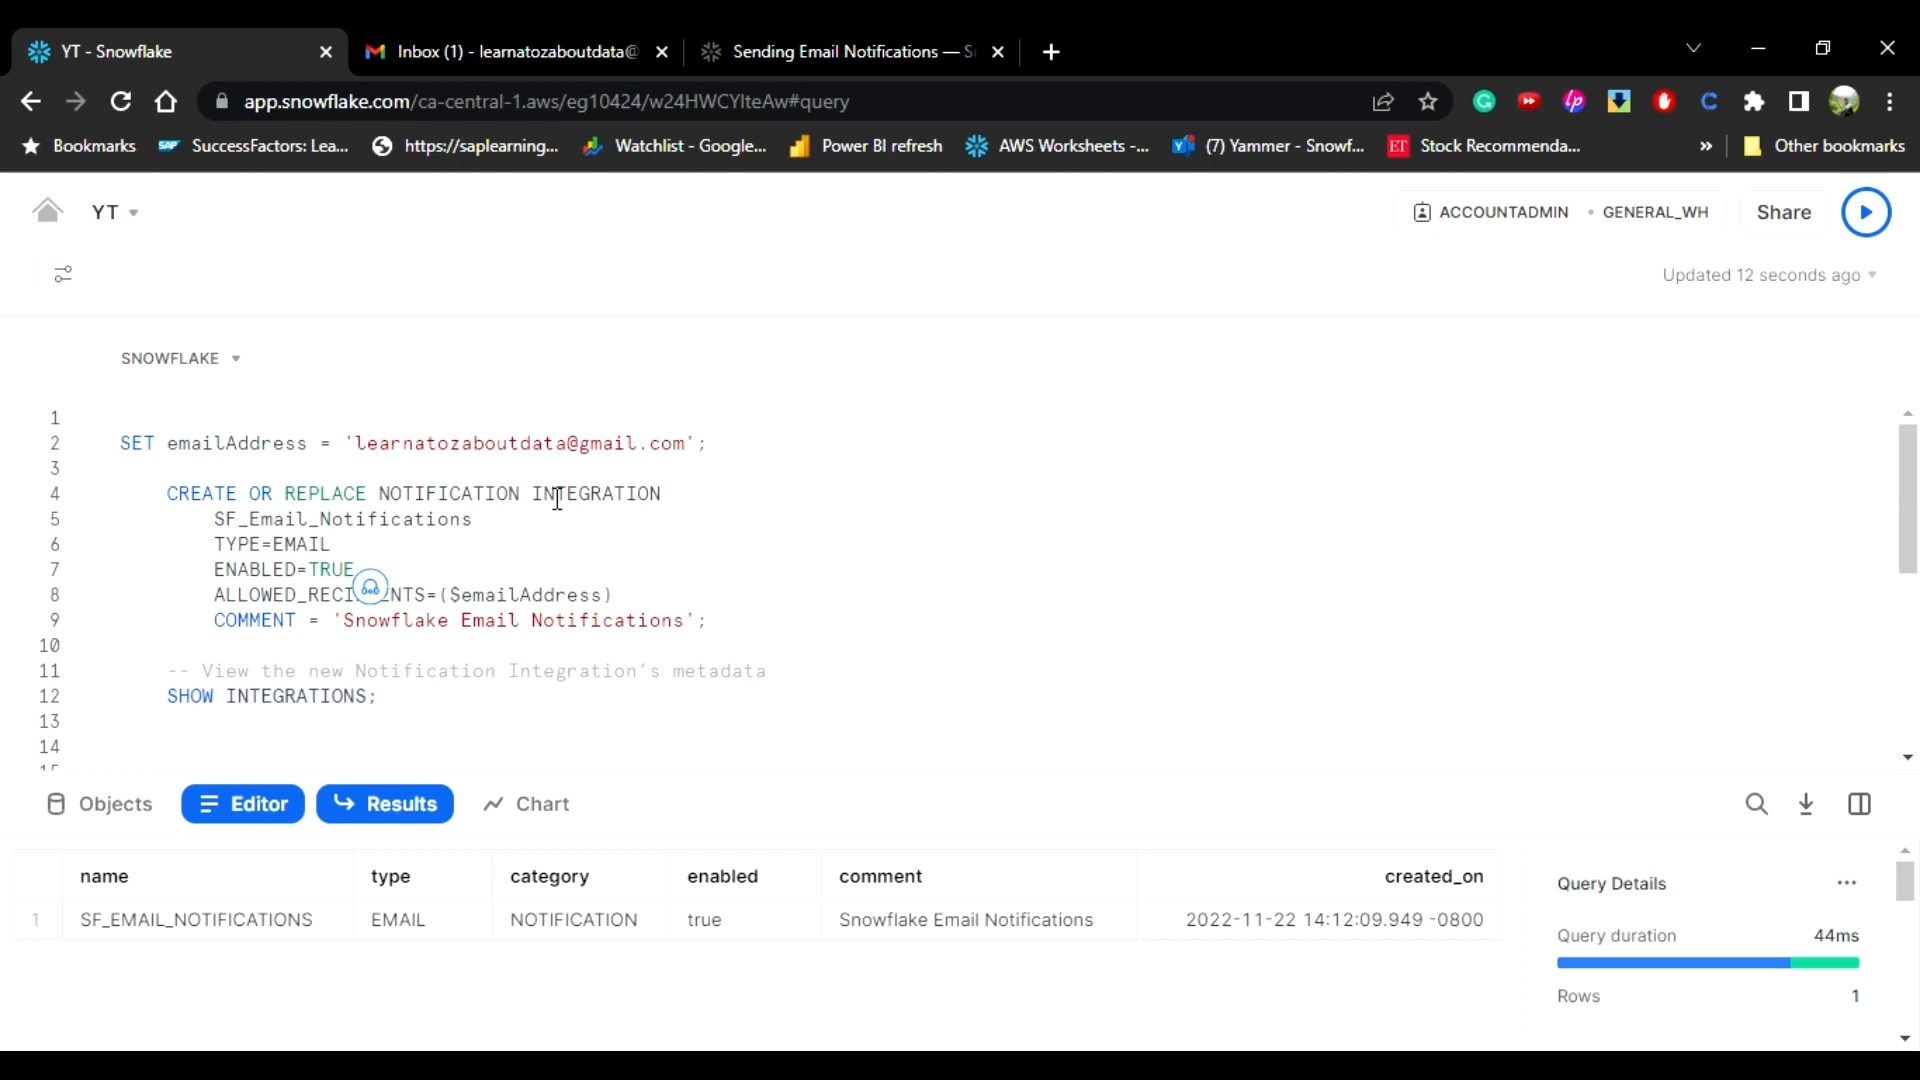 YT - Snowflake
Inbox (1) - learnatozaboutdata@
Sending Email Notifications — S
app.snowflake.com/ca-central-1.aws/eg10424/w24HWCYlteAw#query
Bookmarks
SAP SuccessFactors: Lea...
https://saplearning...
Watchlist - Google...
Power BI refresh
AWS Worksheets -...
(7) Yammer - Snowf...
ET Stock Recommenda...
»
Other bookmarks
YT
ACCOUNTADMIN • GENERAL_WH
Share
Updated 12 seconds ago
SNOWFLAKE
1
2 SET emailAddress = 'learnatozaboutdata@gmail.com';
3
4 CREATE OR REPLACE NOTIFICATION INTEGRATION
5 SF_Email_Notifications
6 TYPE=EMAIL
7 ENABLED=TRUE
8 ALLOWED_RECI NTS=($emailAddress)
9 COMMENT = 'Snowflake Email Notifications';
10
11 -- View the new Notification Integration's metadata
12 SHOW INTEGRATIONS;
13
14
Objects
Editor
Results
Chart
name type category enabled comment created_on
1 SF_EMAIL_NOTIFICATIONS EMAIL NOTIFICATION true Snowflake Email Notifications 2022-11-22 14:12:09.949 -0800
Query Details
...
Query duration 44ms
Rows 1